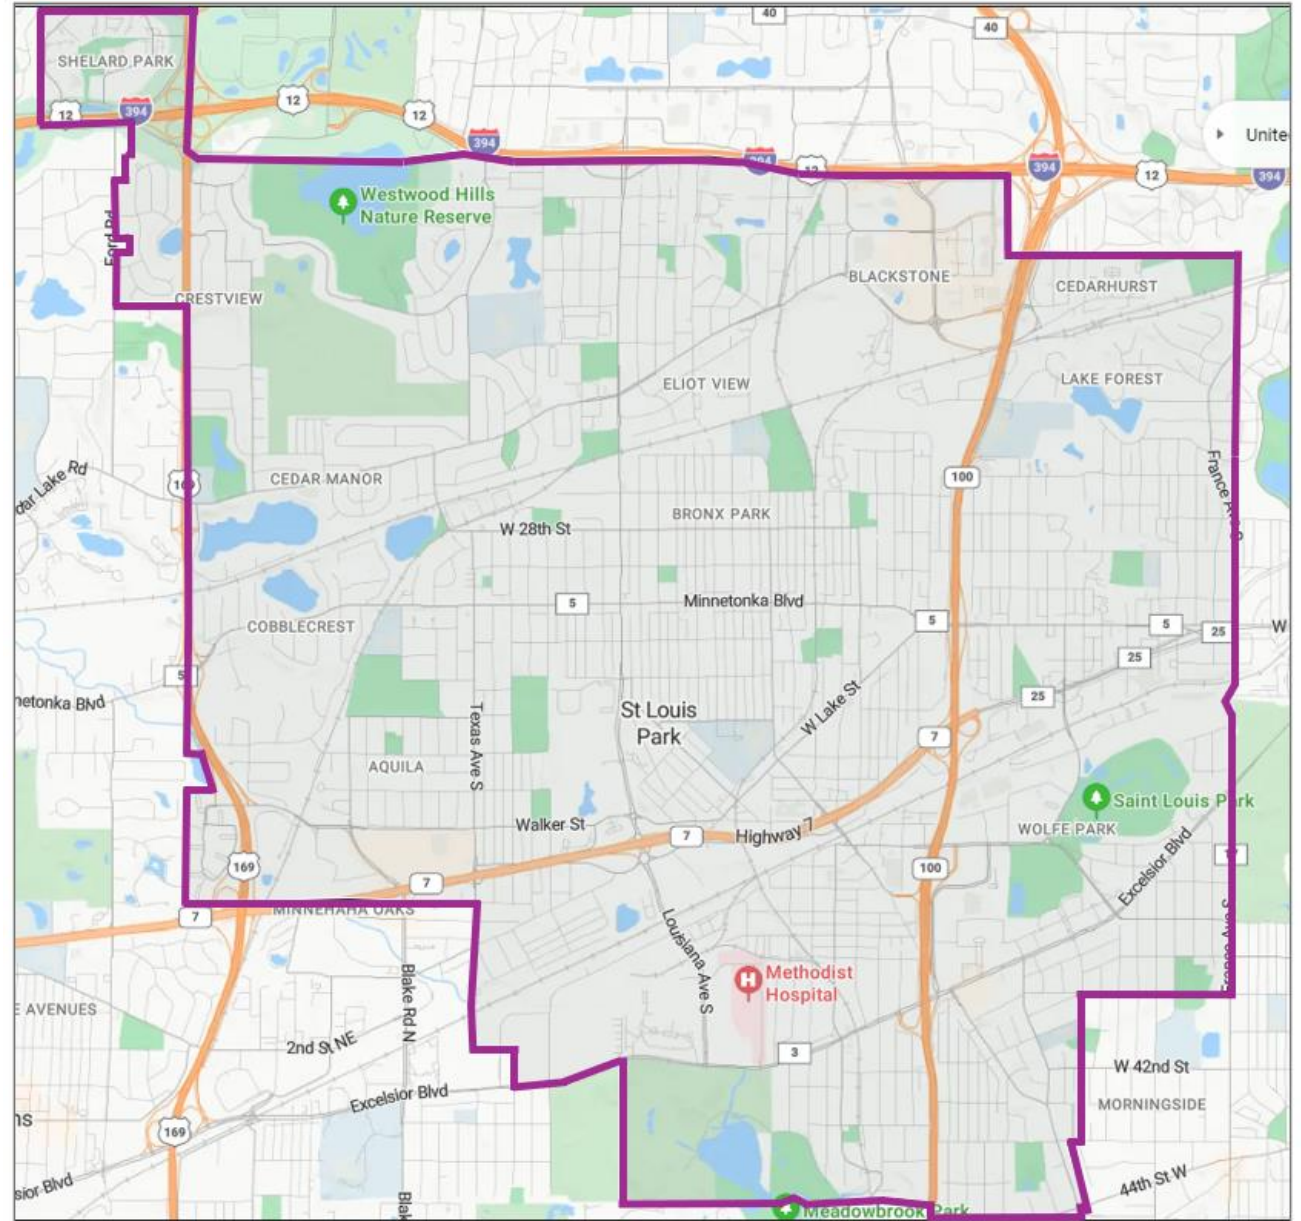 40
40
SHELARD PARK
12
394
12
12
394
394
12
394
12
394
Unite
Westwood Hills
Nature Reserve
Ford Rd
CRESTVIEW
BLACKSTONE
CEDARHURST
ELIOT VIEW
LAKE FOREST
dar Lake Rd
169
CEDAR MANOR
100
France Ave S
BRONX PARK
W 28th St
5
Minnetonka Blvd
5
5
25
W
COBBLECREST
25
5
netonka Blvd
25
Texas Ave S
St Louis
Park
W Lake St
7
AQUILA
Saint Louis Park
Walker St
7
Highway 7
WOLFE PARK
169
100
Excelsior Blvd
7
7
MINNEHAHA OAKS
Louisiana Ave S
France Ave S
Methodist
Hospital
E AVENUES
Blake Rd N
2nd St NE
3
W 42nd St
Excelsior Blvd
MORNINGSIDE
ns
169
sior Blvd
Blak
44th St W
Meadowbrook Park